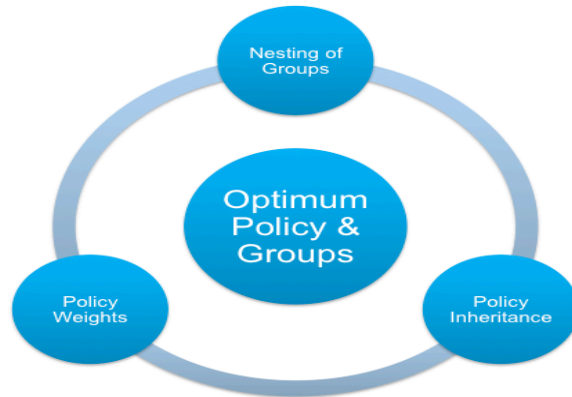 Nesting of
Groups
Optimum
Policy &
Groups
Policy
Weights
Policy
Inheritance